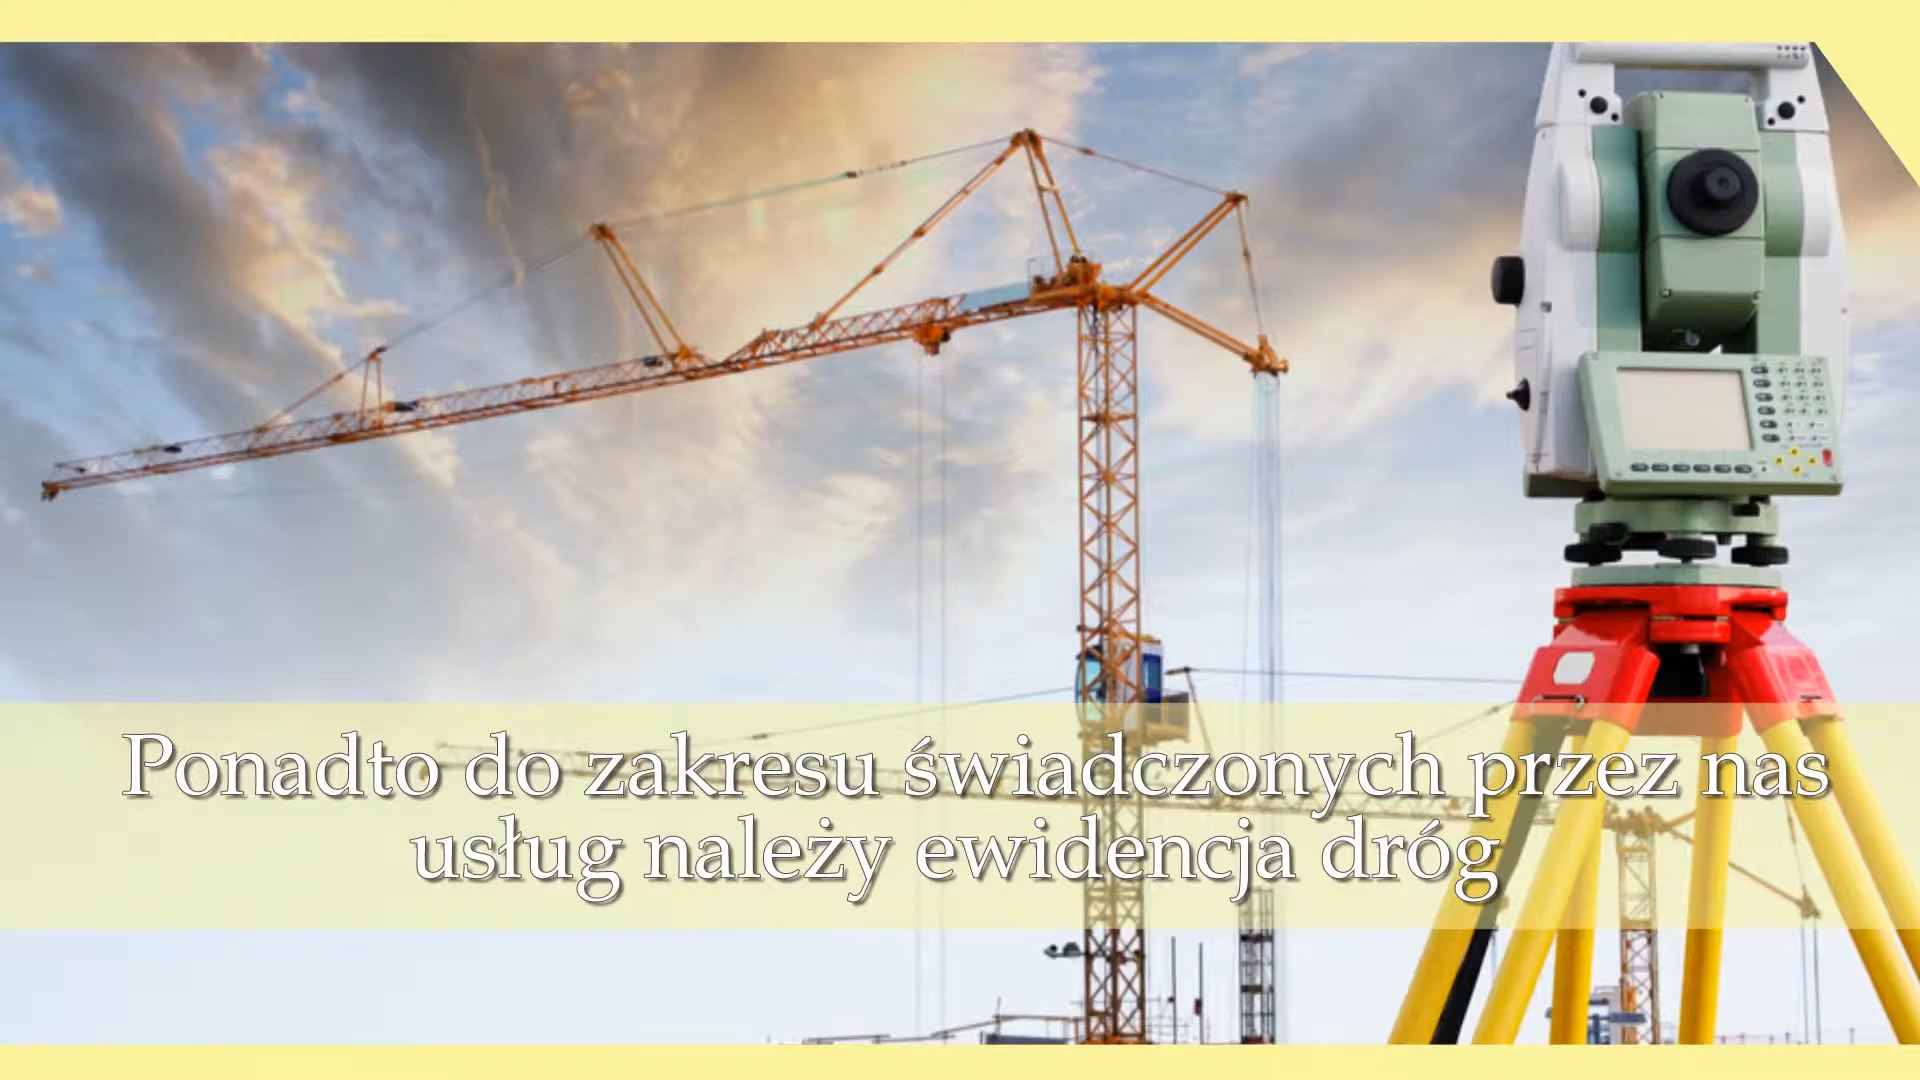 Ponadto do zakresu świadczonych przez nas
usług należy ewidencja dróg